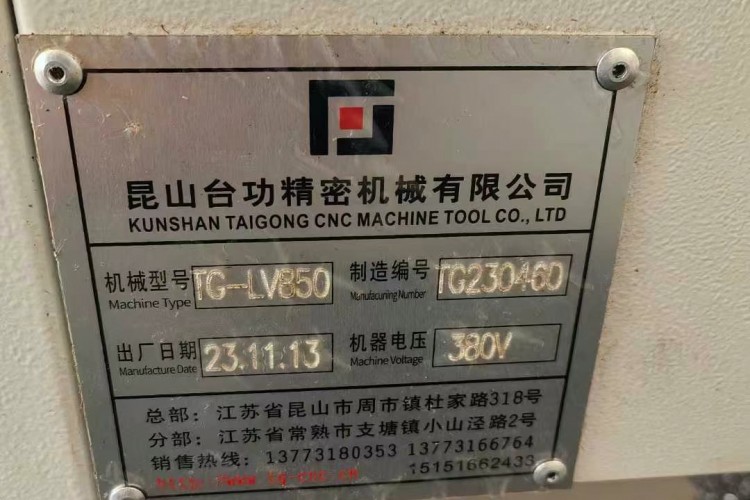 昆山台功精密机械有限公司
KUNSHAN TAIGONG CNC MACHINE TOOL CO., LTD
机械型号 TG-LV850 制造编号 TG230460
Machine Type Manufacturing Number
出厂日期 23.11.13 机器电压 380V
Manufacture Date Machine Voltage
总部：江苏省昆山市周市镇杜家路318号
分部：江苏省常熟市支塘镇小山泾路2号
销售热线：13773180353 13773166764
15151662433